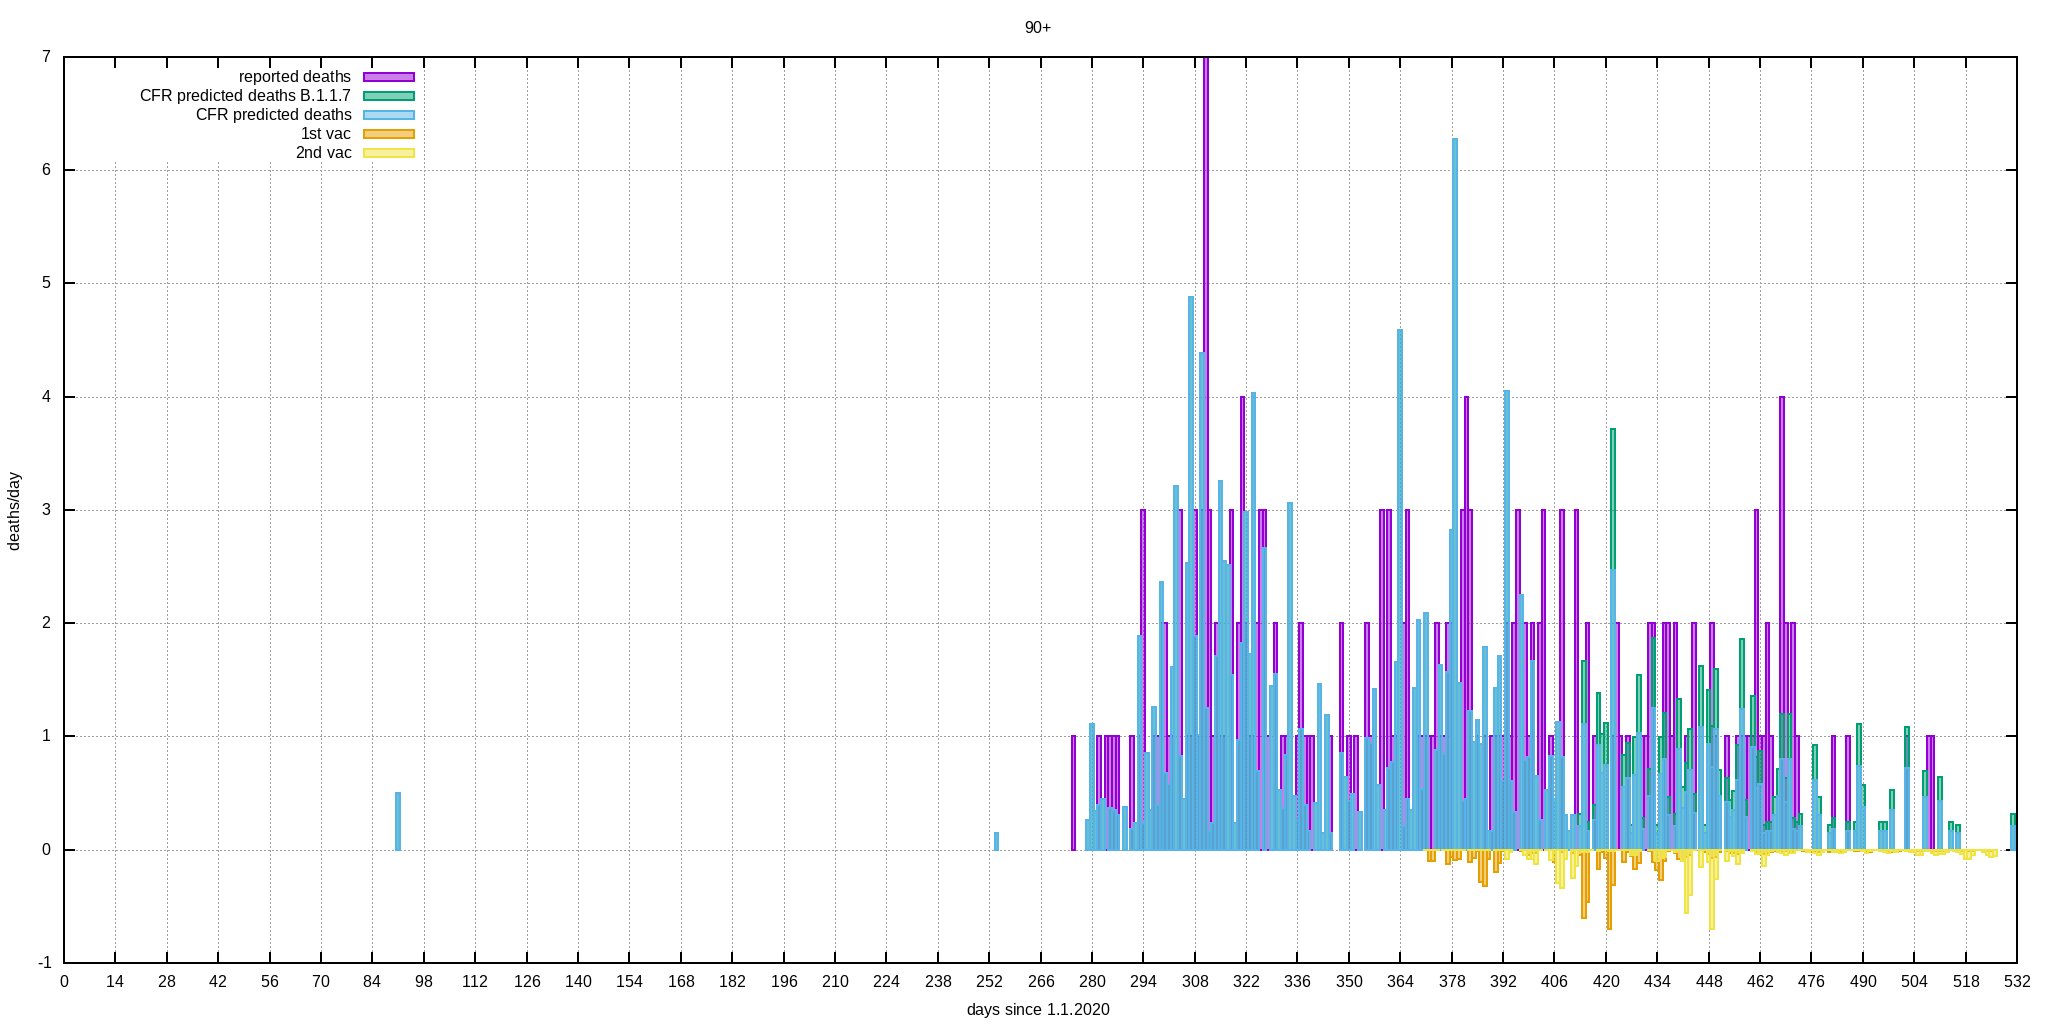 90+
7
reported deaths
CFR predicted deaths B.1.1.7
CFR predicted deaths
1st vac
2nd vac
6
5
4
3
2
1
0
-1
deaths/day
0 14 28 42 56 70 84 98 112 126 140 154 168 182 196 210 224 238 252 266 280 294 308 322 336 350 364 378 392 406 420 434 448 462 476 490 504 518 532
days since 1.1.2020